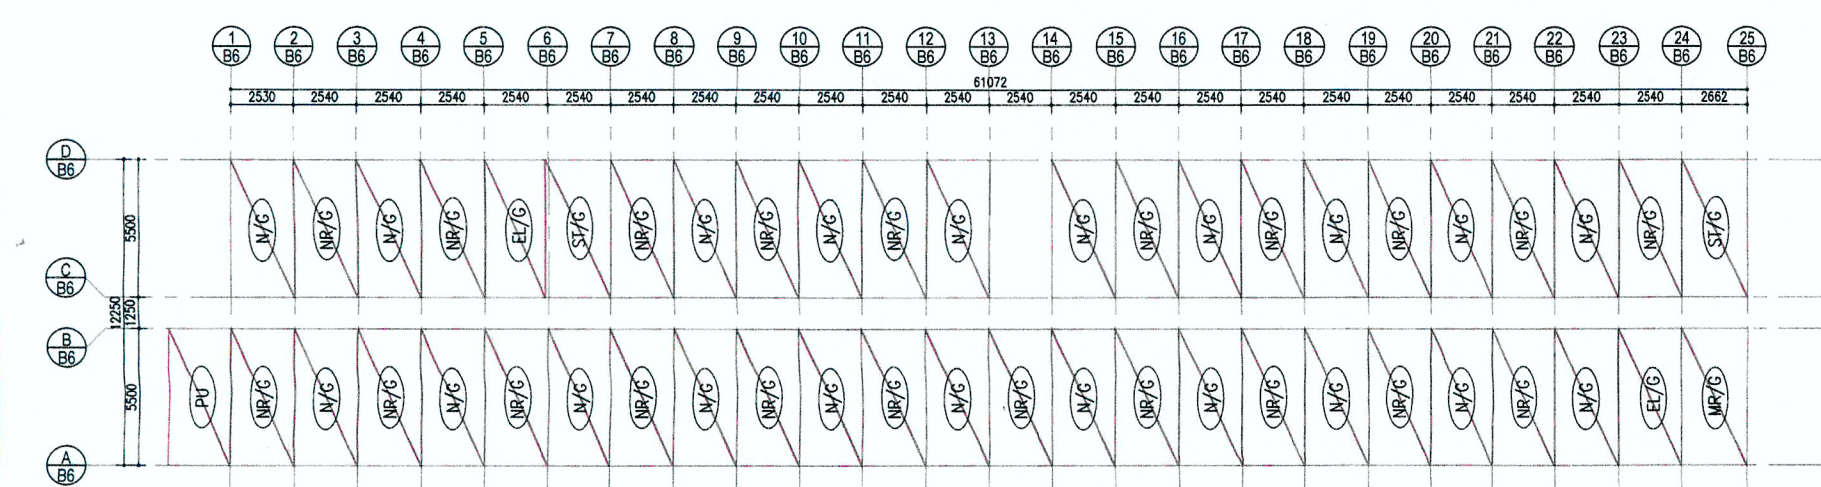 1 2 3 4 5 6 7 8 9 10 11 12 13 14 15 16 17 18 19 20 21 22 23 24 25
B6 B6 B6 B6 B6 B6 B6 B6 B6 B6 B6 B6 B6 B6 B6 B6 B6 B6 B6 B6 B6 B6 B6 B6 B6
61072
2530 2540 2540 2540 2540 2540 2540 2540 2540 2540 2540 2540 2540 2540 2540 2540 2540 2540 2540 2540 2540 2540 2540 2662
D
B6
5500
N/G NR/G N/G NR/G EL/G ST/G NR/G N/G NR/G N/G NR/G N/G N/G NR/G N/G NR/G N/G NR/G N/G NR/G N/G NR/G ST/G
C
B6
12250
1250
B
B6
5500
PU NR/G N/G NR/G N/G NR/G N/G NR/G N/G NR/G N/G NR/G N/G NR/G N/G NR/G N/G NR/G N/G NR/G N/G NR/G N/G EL/G MR/G
A
B6